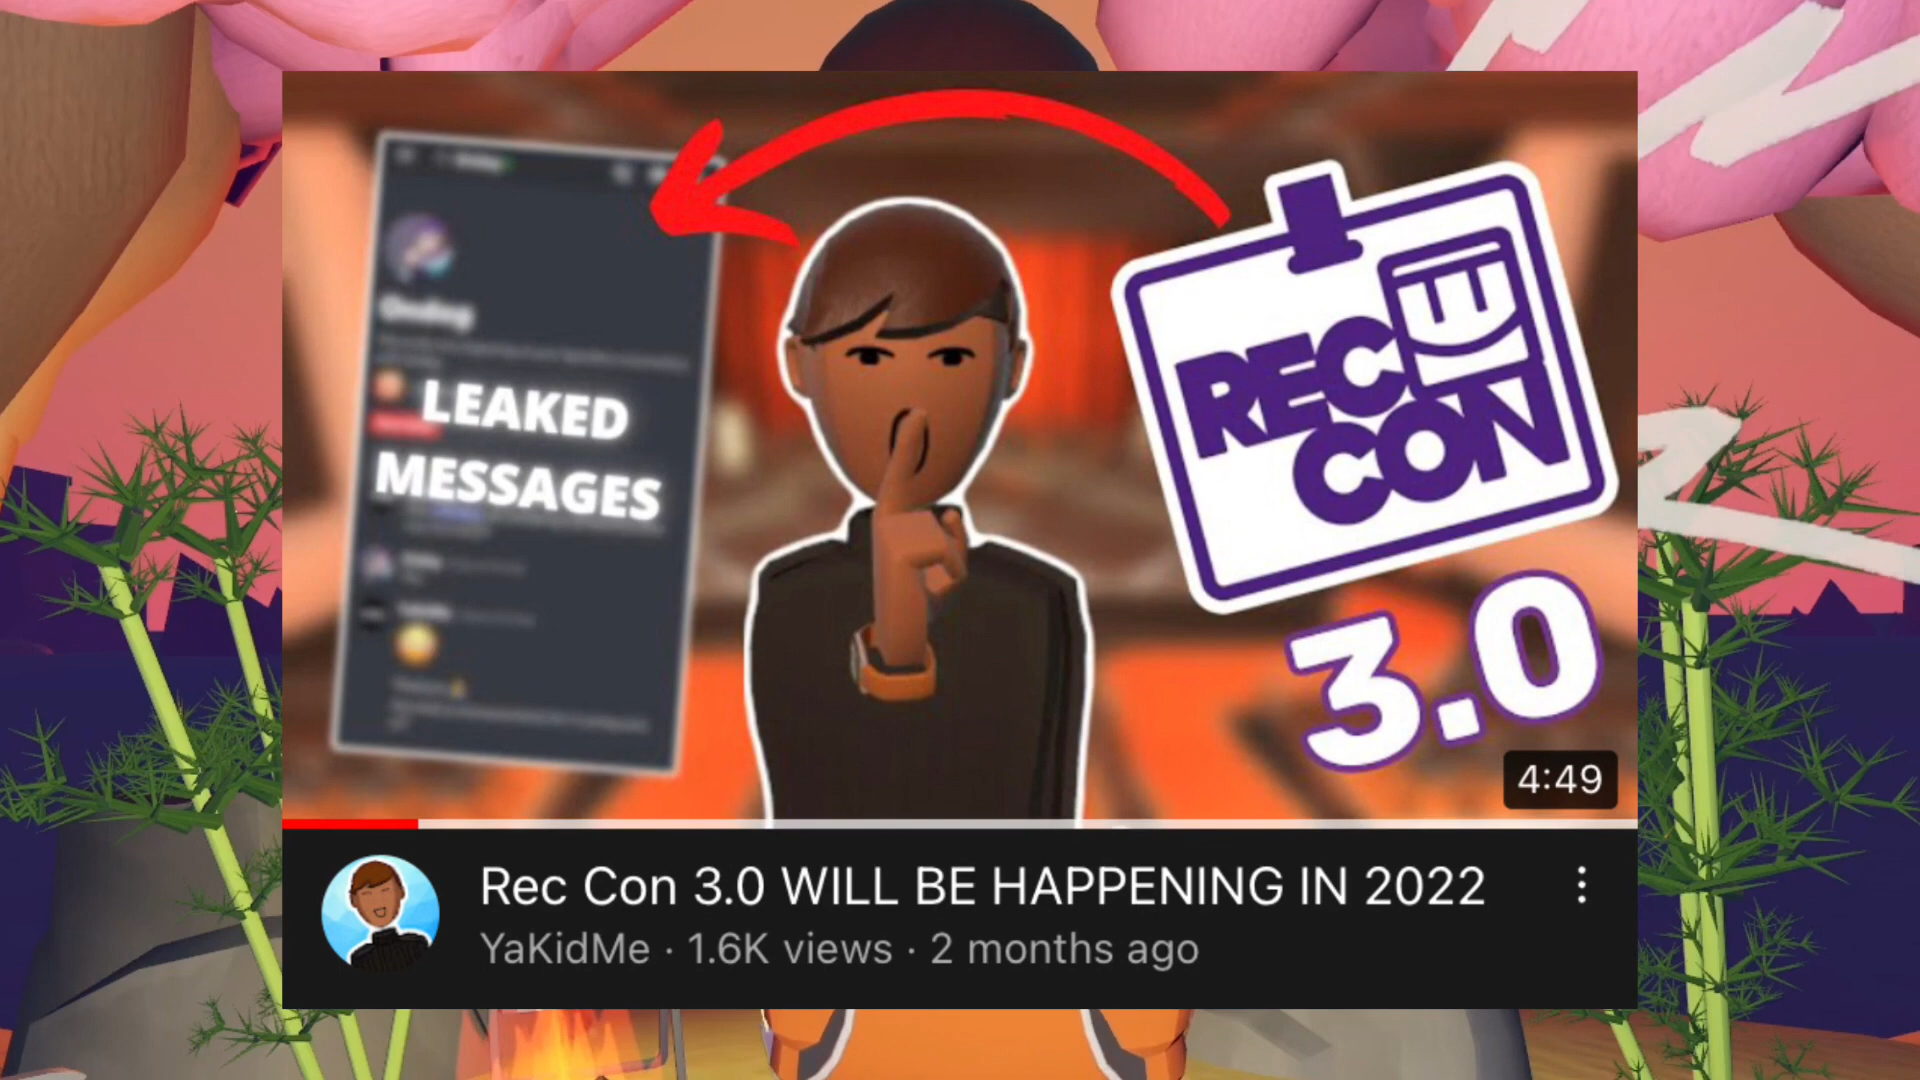 LEAKED
MESSAGES
REC
CON
3.0
4:49
Rec Con 3.0 WILL BE HAPPENING IN 2022
YaKidMe · 1.6K views · 2 months ago